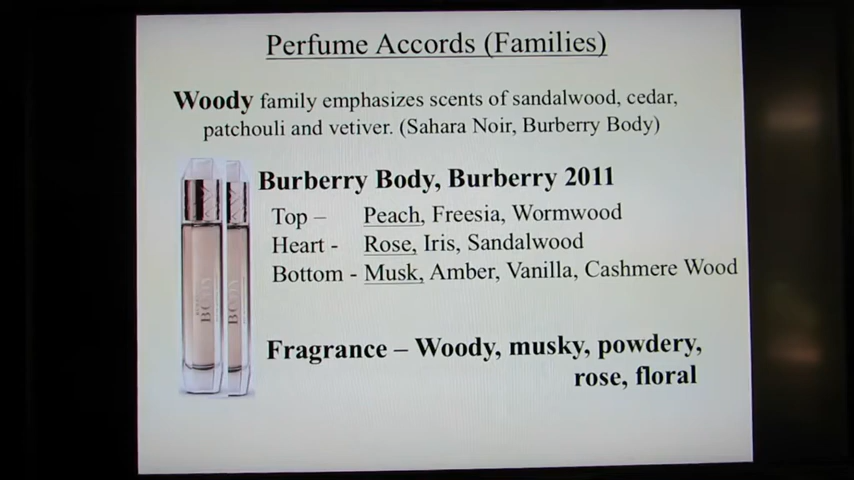 Perfume Accords (Families)
Woody family emphasizes scents of sandalwood, cedar,
patchouli and vetiver. (Sahara Noir, Burberry Body)
Burberry Body, Burberry 2011
Top – Peach, Freesia, Wormwood
Heart - Rose, Iris, Sandalwood
Bottom - Musk, Amber, Vanilla, Cashmere Wood
Fragrance – Woody, musky, powdery,
rose, floral
BODY
BODY